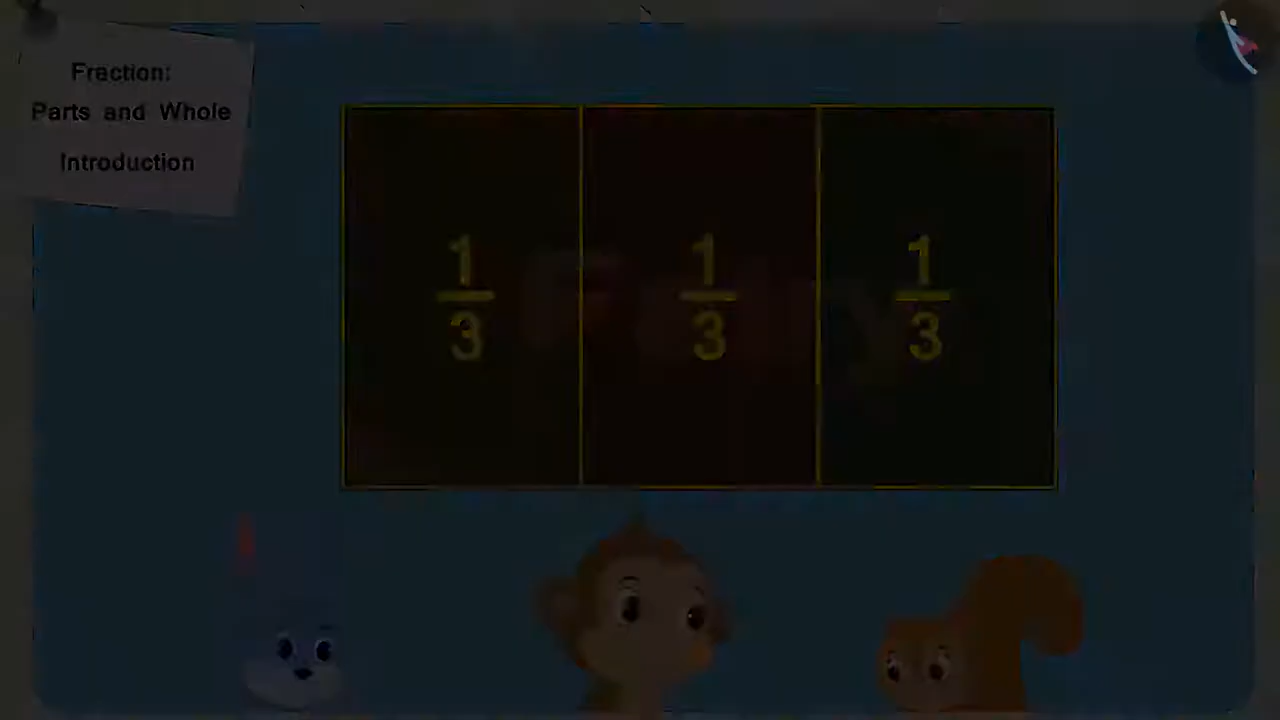 Fraction:
Parts and Whole
Introduction
1/3 1/3 1/3